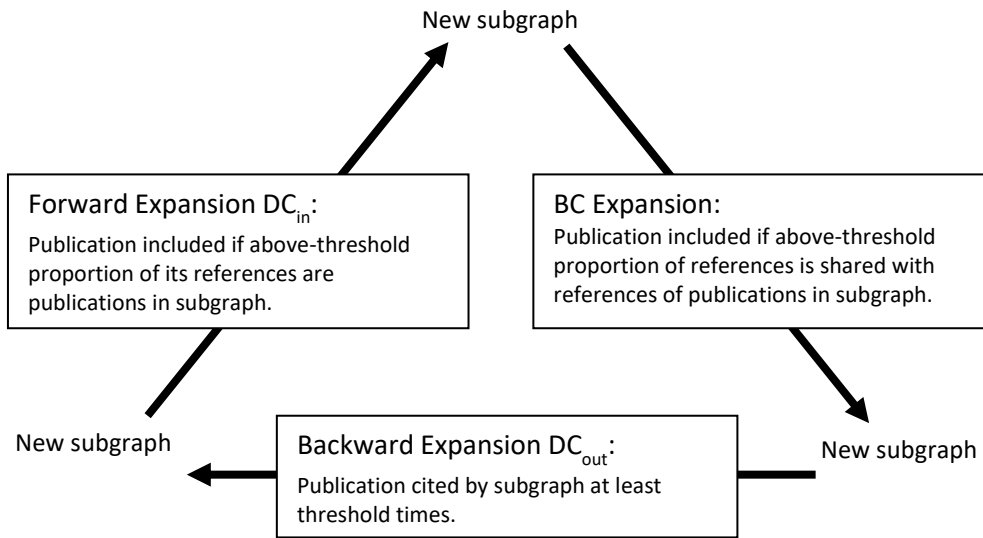 New subgraph
Forward Expansion DCin:
Publication included if above-threshold
proportion of its references are
publications in subgraph.
BC Expansion:
Publication included if above-threshold
proportion of references is shared with
references of publications in subgraph.
New subgraph
Backward Expansion DCout:
Publication cited by subgraph at least
threshold times.
New subgraph